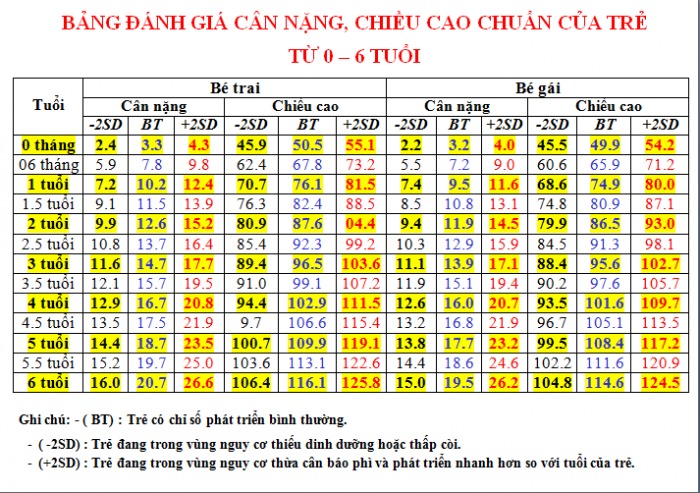 BẢNG ĐÁNH GIÁ CÂN NẶNG, CHIỀU CAO CHUẨN CỦA TRẺ
TỪ 0 – 6 TUỔI
Tuổi Bé trai Bé gái
Cân nặng Chiều cao Cân nặng Chiều cao
-2SD BT +2SD -2SD BT +2SD -2SD BT +2SD -2SD BT +2SD
0 tháng 2.4 3.3 4.3 45.9 50.5 55.1 2.2 3.2 4.0 45.5 49.9 54.2
06 tháng 5.9 7.8 9.8 62.4 67.8 73.2 5.5 7.2 9.0 60.6 65.9 71.2
1 tuổi 7.2 10.2 12.4 70.7 76.1 81.5 7.4 9.5 11.6 68.6 74.9 80.0
1.5 tuổi 9.1 11.5 13.9 76.3 82.4 88.5 8.5 10.8 13.1 74.8 80.9 87.1
2 tuổi 9.9 12.6 15.2 80.9 87.6 04.4 9.4 11.9 14.5 79.9 86.5 93.0
2.5 tuổi 10.8 13.7 16.4 85.4 92.3 99.2 10.3 12.9 15.9 84.5 91.3 98.1
3 tuổi 11.6 14.7 17.7 89.4 96.5 103.6 11.1 13.9 17.1 88.4 95.6 102.7
3.5 tuổi 12.1 15.7 19.5 91.0 99.1 107.2 11.9 15.1 19.4 90.2 97.6 105.7
4 tuổi 12.9 16.7 20.8 94.4 102.9 111.5 12.6 16.0 20.7 93.5 101.6 109.7
4.5 tuổi 13.5 17.5 21.9 9.7 106.6 115.4 13.2 16.8 21.9 96.7 105.1 113.5
5 tuổi 14.4 18.7 23.5 100.7 109.9 119.1 13.8 17.7 23.2 99.5 108.4 117.2
5.5 tuổi 15.2 19.7 25.0 103.6 113.1 122.6 14.4 18.6 24.6 102.2 111.6 120.9
6 tuổi 16.0 20.7 26.6 106.4 116.1 125.8 15.0 19.5 26.2 104.8 114.6 124.5
Ghi chú: - ( BT) : Trẻ có chỉ số phát triển bình thường.
- ( -2SD) : Trẻ đang trong vùng nguy cơ thiếu dinh dưỡng hoặc thấp còi.
- (+2SD) : Trẻ đang trong vùng nguy cơ thừa cân báo phì và phát triển nhanh hơn so với tuổi của trẻ.